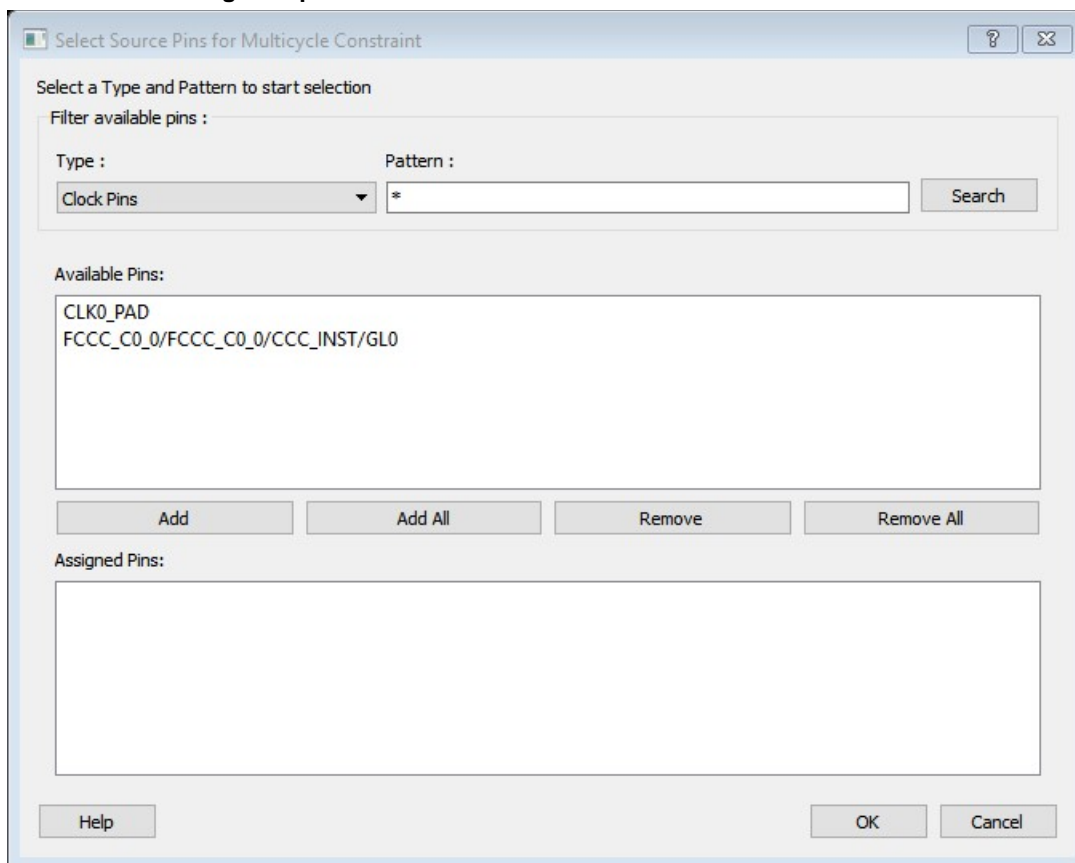 Select Source Pins for Multicycle Constraint
Select a Type and Pattern to start selection
Filter available pins :
Type :
Pattern :
Clock Pins
*
Search
Available Pins:
CLK0_PAD
FCCC_C0_0/FCCC_C0_0/CCC_INST/GL0
Add
Add All
Remove
Remove All
Assigned Pins:
Help
OK
Cancel